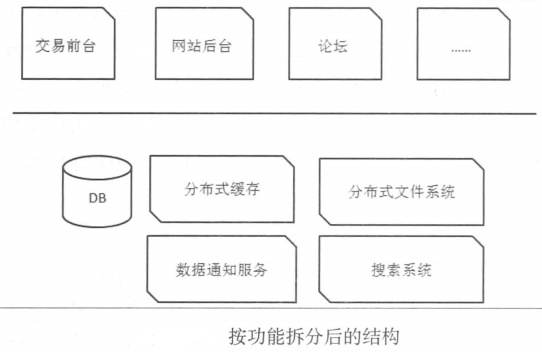 交易前台
网站后台
论坛
......
DB
分布式缓存
分布式文件系统
数据通知服务
搜索系统
按功能拆分后的结构